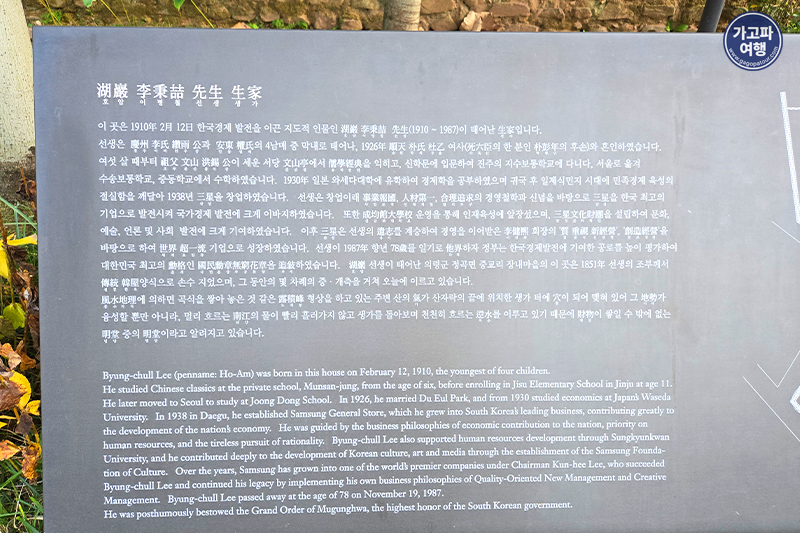 가고파
여행
www.gagopatour.com
湖巖 李秉喆 先生 生家
호암 이병철 선생 생가
이 곳은 1910年 2月 12日 한국경제 발전을 이끈 지도적 인물인 湖巖 李秉喆 先生(1910 ~ 1987)이 태어난 生家입니다.
선생은 慶州 李氏 纘雨 公과 安東 權氏의 4남매 중 막내로 태어나, 1926年 順天 朴氏 杜乙 여사(死六臣의 한 분인 朴彭年의 후손)와 혼인하였습니다.
여섯 살 때부터 祖父 文山 洪錫 公이 세운 서당 文山亭에서 儒學經典을 익히고, 신학문에 입문하여 진주의 지수보통학교에 다니다, 서울로 옮겨
수송보통학교, 중동학교에서 수학하였습니다. 1930年 일본 와세다대학에 유학하여 경제학을 공부하였으며 귀국 후 일제식민지 시대에 민족경제 육성의
절실함을 깨달아 1938년 三星을 창업하였습니다. 선생은 창업이래 事業報國, 人材第一, 合理追求의 경영철학과 신념을 바탕으로 三星을 한국 최고의
기업으로 발전시켜 국가경제 발전에 크게 이바지하였습니다. 또한 成均館大學校 운영을 통해 인재육성에 앞장섰으며, 三星文化財團을 설립하여 문화,
예술, 언론 및 사회 발전에 크게 공헌하였습니다. 이후 三星은 선생의 遺志를 계승하여 경영을 이어받은 李健熙 회장의 '質 重視 新經營', '創造經營'을
바탕으로 하여 世界 超一流 기업으로 성장하였습니다. 선생이 1987年 향년 78歲를 일기로 他界하자 정부는 한국경제발전에 기여한 공로를 높이 평가하여
대한민국 최고의 勳格인 國民勳章無窮花章을 追敍하였습니다. 湖巖 선생이 태어난 의령군 정곡면 중교리 장내마을의 이 곳은 1851年 선생의 조부께서
傳統 韓屋양식으로 손수 지었으며, 그 동안의 몇 차례의 증·개축을 거쳐 오늘에 이르고 있습니다.
風水地理에 의하면 곡식을 쌓아 놓은 것 같은 露積峰 형상을 하고 있는 주변 산의 氣가 산자락의 끝에 위치한 생가 터에 穴이 되어 맺혀 있어 그 地勢가
융성할 뿐만 아니라, 멀리 흐르는 南江의 물이 빨리 흘러가지 않고 생가를 돌아보며 천천히 흐르는 逆水를 이루고 있기 때문에 財物이 쌓일 수 밖에 없는
明堂 중의 明堂이라고 알려지고 있습니다.
Byung-chull Lee (penname: Ho-Am) was born in this house on February 12, 1910, the youngest of four children.
He studied Chinese classics at the private school, Munsan-jung, from the age of six, before enrolling in Jisu Elementary School in Jinju at age 11.
He later moved to Seoul to study at Joong Dong School. In 1926, he married Du Eul Park, and from 1930 studied economics at Japan's Waseda
University. In 1938 in Daegu, he established Samsung General Store, which he grew into South Korea's leading business, contributing greatly to
the development of the nation's economy. He was guided by the business philosophies of economic contribution to the nation, priority on
human resources, and the tireless pursuit of rationality. Byung-chull Lee also supported human resources development through Sungkyunkwan
University, and he contributed deeply to the development of Korean culture, art and media through the establishment of the Samsung Founda-
tion of Culture. Over the years, Samsung has grown into one of the world's premier companies under Chairman Kun-hee Lee, who succeeded
Byung-chull Lee and continued his legacy by implementing his own business philosophies of Quality-Oriented New Management and Creative
Management. Byung-chull Lee passed away at the age of 78 on November 19, 1987.
He was posthumously bestowed the Grand Order of Mugunghwa, the highest honor of the South Korean government.